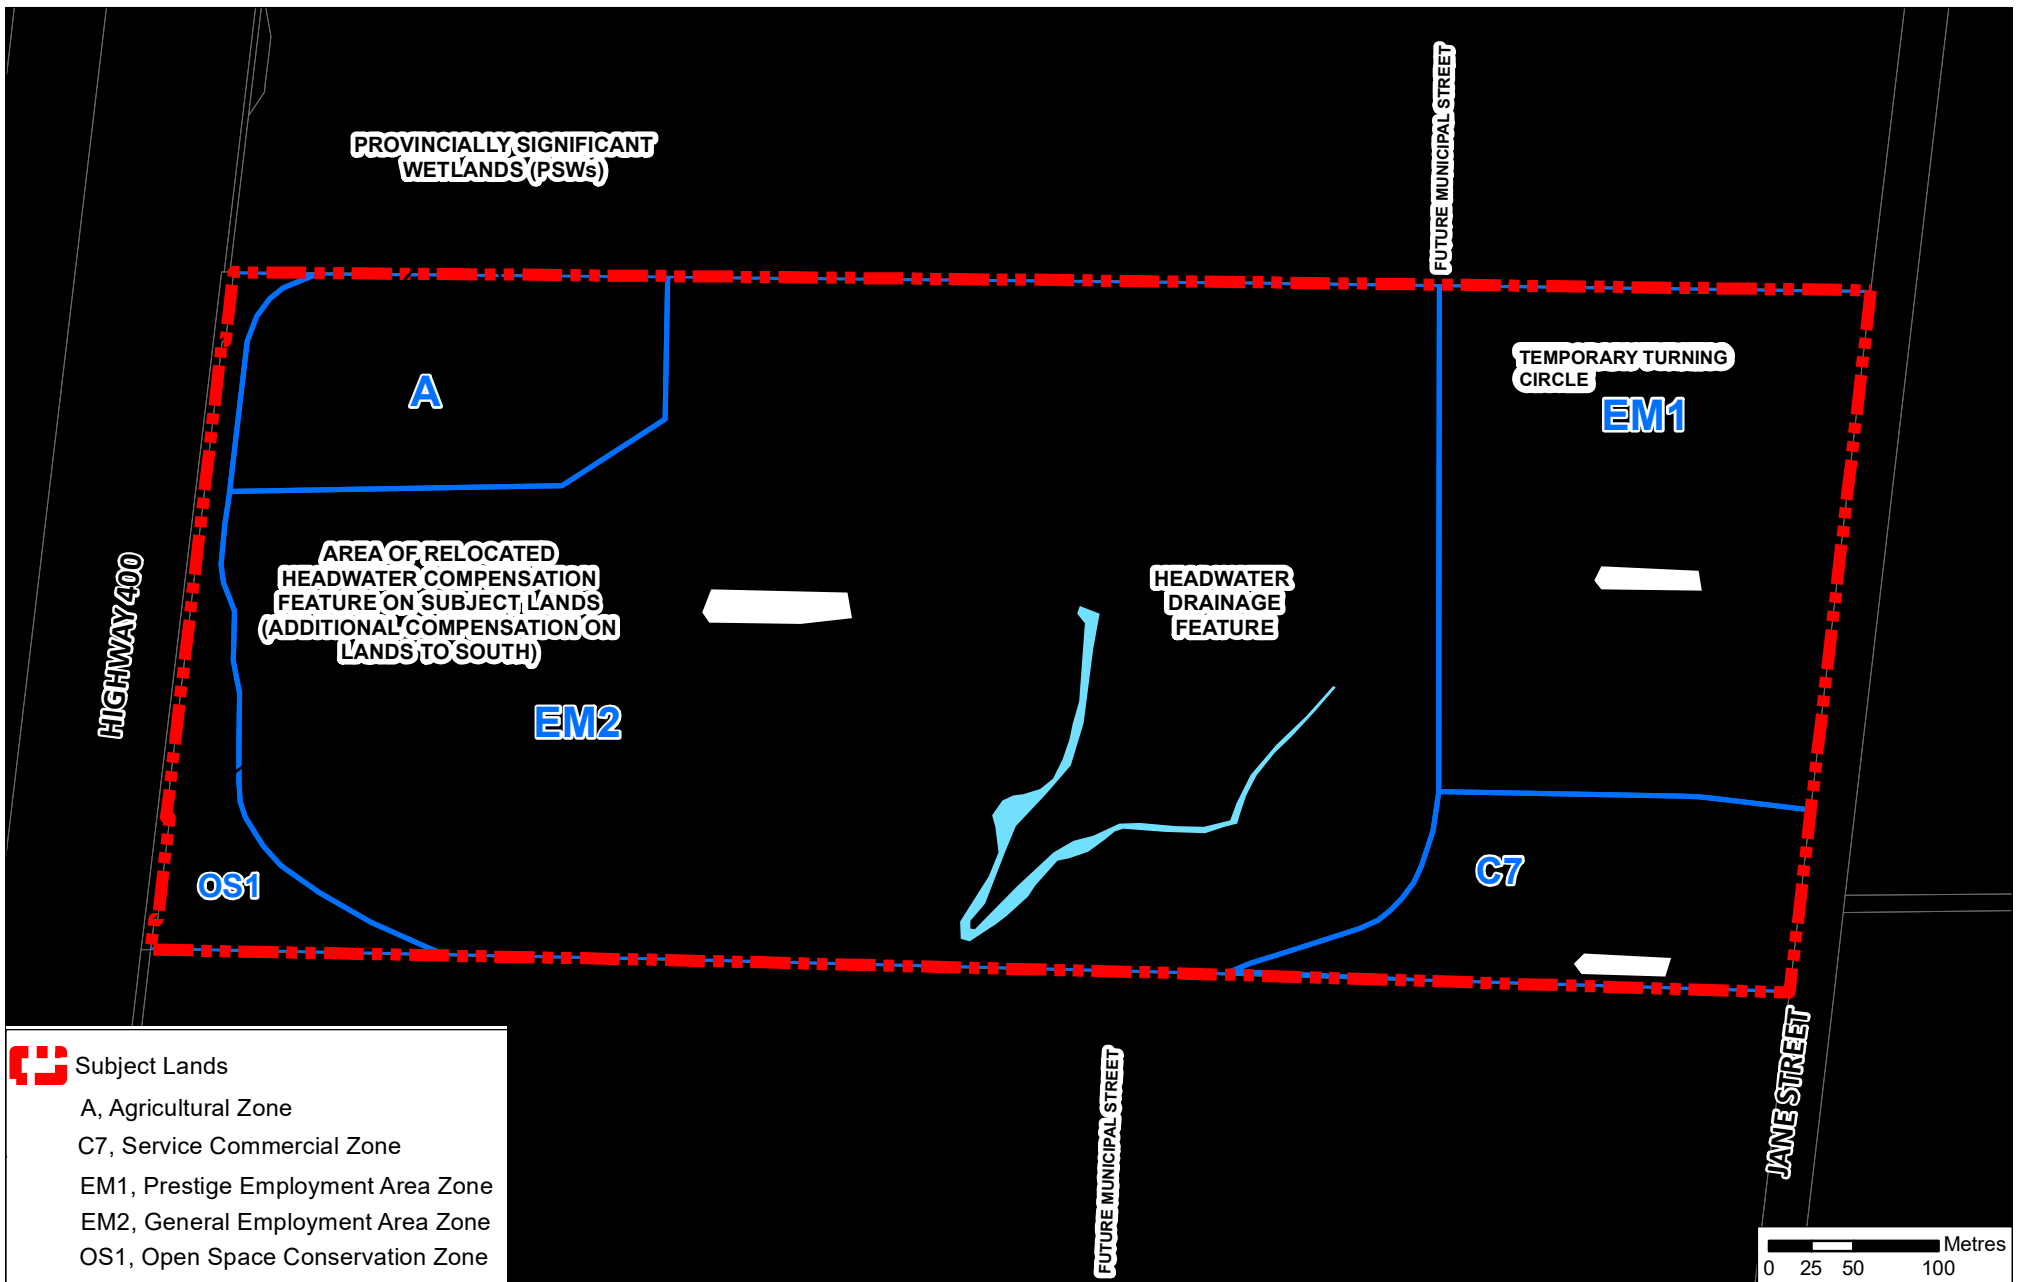 FUTURE MUNICIPAL STREET
PROVINCIALLY SIGNIFICANT
WETLANDS (PSWs)
TEMPORARY TURNING
CIRCLE
A
EM1
HIGHWAY 400
AREA OF RELOCATED
HEADWATER COMPENSATION
FEATURE ON SUBJECT LANDS
(ADDITIONAL COMPENSATION ON
LANDS TO SOUTH)
HEADWATER
DRAINAGE
FEATURE
EM2
OS1
C7
JANE STREET
FUTURE MUNICIPAL STREET
Subject Lands
A, Agricultural Zone
C7, Service Commercial Zone
EM1, Prestige Employment Area Zone
EM2, General Employment Area Zone
OS1, Open Space Conservation Zone
Metres
0 25 50 100